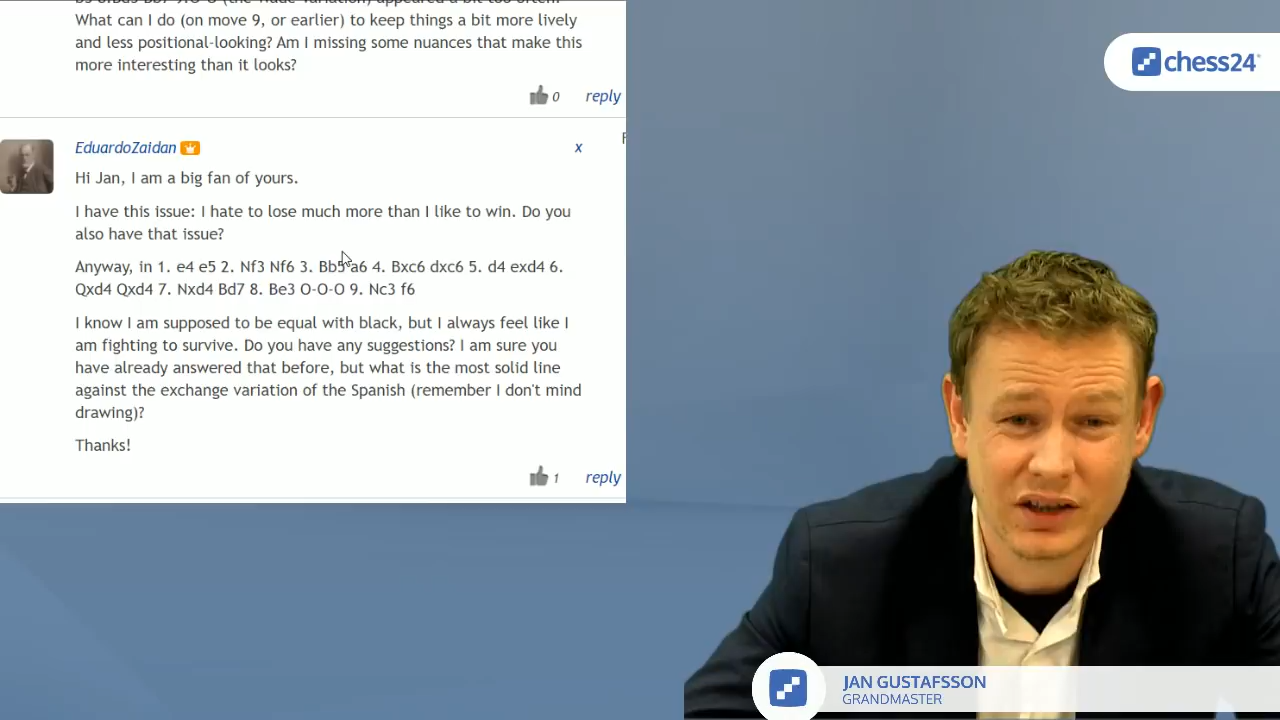 What can I do (on move 9, or earlier) to keep things a bit more lively
and less positional-looking? Am I missing some nuances that make this
more interesting than it looks?
0 reply
EduardoZaidan
x
Hi Jan, I am a big fan of yours.
I have this issue: I hate to lose much more than I like to win. Do you
also have that issue?
Anyway, in 1. e4 e5 2. Nf3 Nf6 3. Bb5 a6 4. Bxc6 dxc6 5. d4 exd4 6.
Qxd4 Qxd4 7. Nxd4 Bd7 8. Be3 O-O-O 9. Nc3 f6
I know I am supposed to be equal with black, but I always feel like I
am fighting to survive. Do you have any suggestions? I am sure you
have already answered that before, but what is the most solid line
against the exchange variation of the Spanish (remember I don't mind
drawing)?
Thanks!
1 reply
chess24
JAN GUSTAFSSON
GRANDMASTER